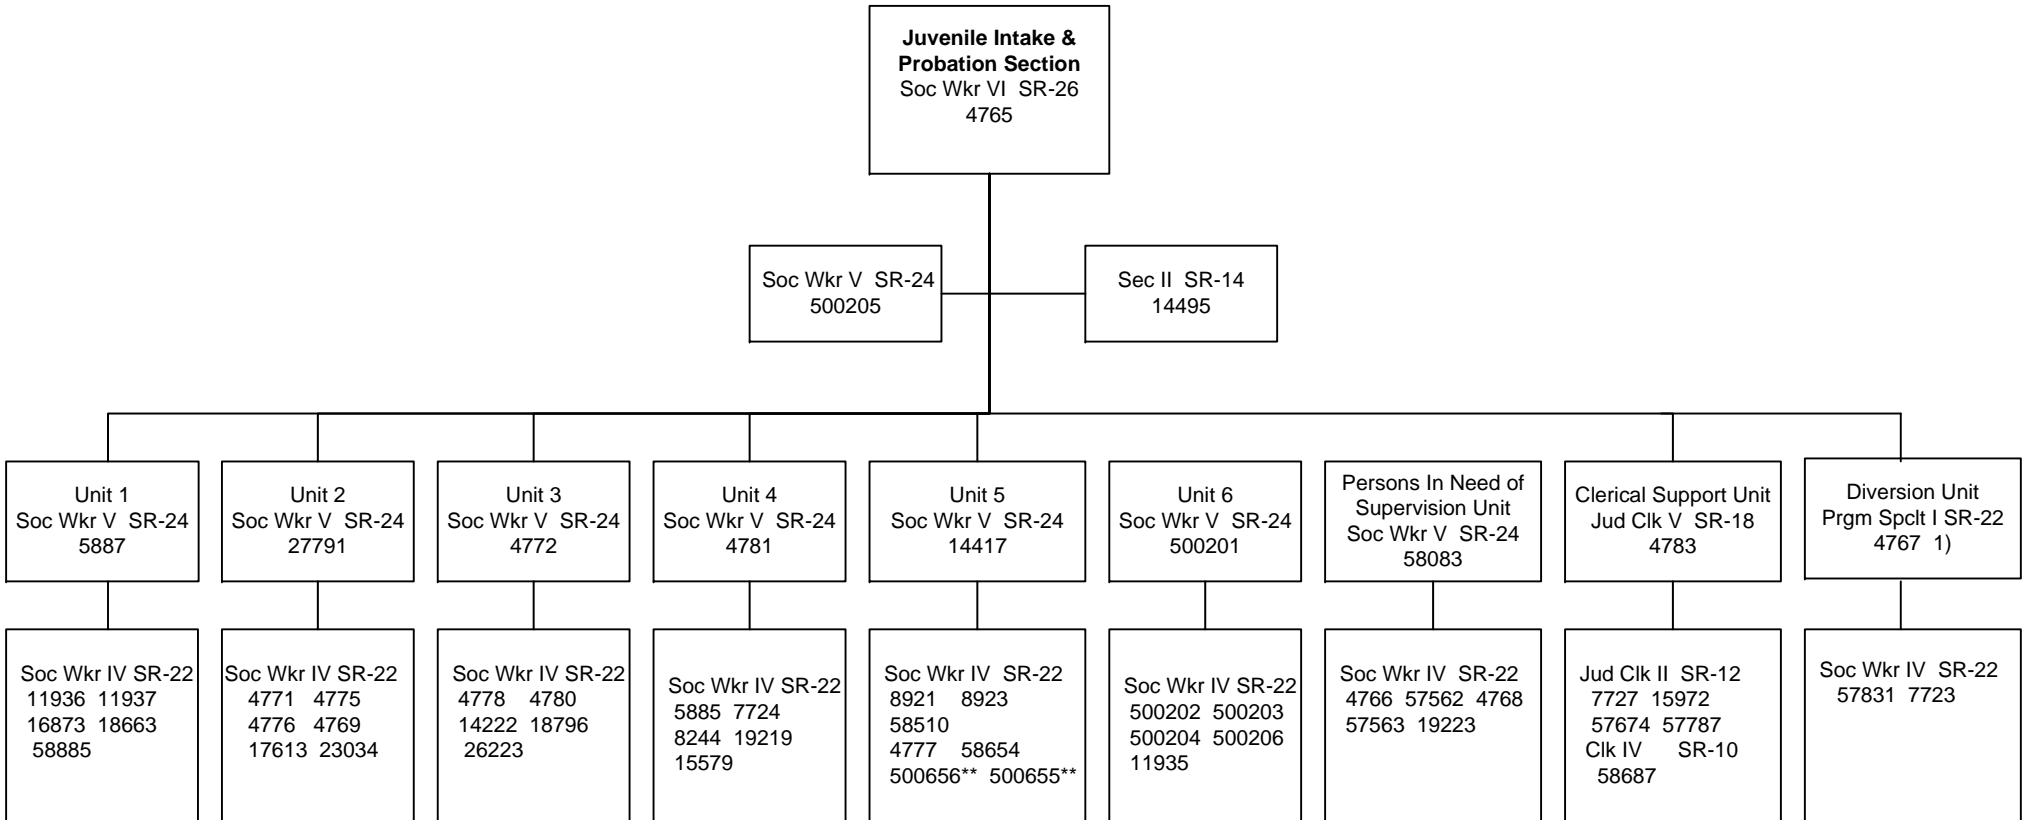 Juvenile Intake &
Probation Section
Soc Wkr VI SR-26
4765
Soc Wkr V SR-24
500205
Sec II SR-14
14495
Unit 1
Soc Wkr V SR-24
5887
Unit 2
Soc Wkr V SR-24
27791
Unit 3
Soc Wkr V SR-24
4772
Unit 4
Soc Wkr V SR-24
4781
Unit 5
Soc Wkr V SR-24
14417
Unit 6
Soc Wkr V SR-24
500201
Persons In Need of
Supervision Unit
Soc Wkr V SR-24
58083
Clerical Support Unit
Jud Clk V SR-18
4783
Diversion Unit
Prgm Spclt I SR-22
4767 1)
Soc Wkr IV SR-22
11936 11937
16873 18663
58885
Soc Wkr IV SR-22
4771 4775
4776 4769
17613 23034
Soc Wkr IV SR-22
4778 4780
14222 18796
26223
Soc Wkr IV SR-22
5885 7724
8244 19219
15579
Soc Wkr IV SR-22
8921 8923
58510
4777 58654
500656** 500655**
Soc Wkr IV SR-22
500202 500203
500204 500206
11935
Soc Wkr IV SR-22
4766 57562 4768
57563 19223
Jud Clk II SR-12
7727 15972
57674 57787
Clk IV SR-10
58687
Soc Wkr IV SR-22
57831 7723